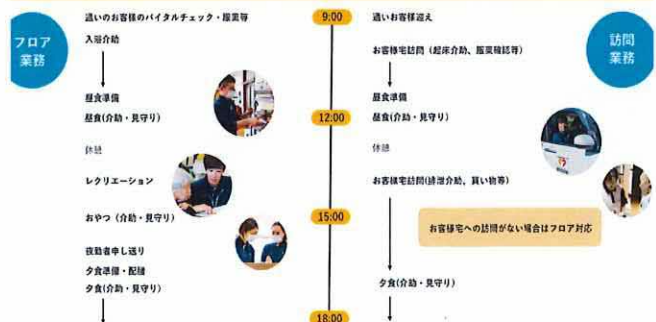 フロア
業務
通いのお客様のバイタルチェック・服薬等
入浴介助
昼食準備
昼食(介助・見守り)
休憩
レクリエーション
おやつ（介助・見守り）
夜勤者申し送り
夕食準備・配膳
夕食(介助・見守り)
9:00
12:00
15:00
18:00
訪問
業務
通いお客様迎え
お客様宅訪問（起床介助、服薬確認等）
昼食準備
昼食(介助・見守り)
休憩
お客様宅訪問(排泄介助、買い物等)
お客様宅への訪問がない場合はフロア対応
夕食(介助・見守り)